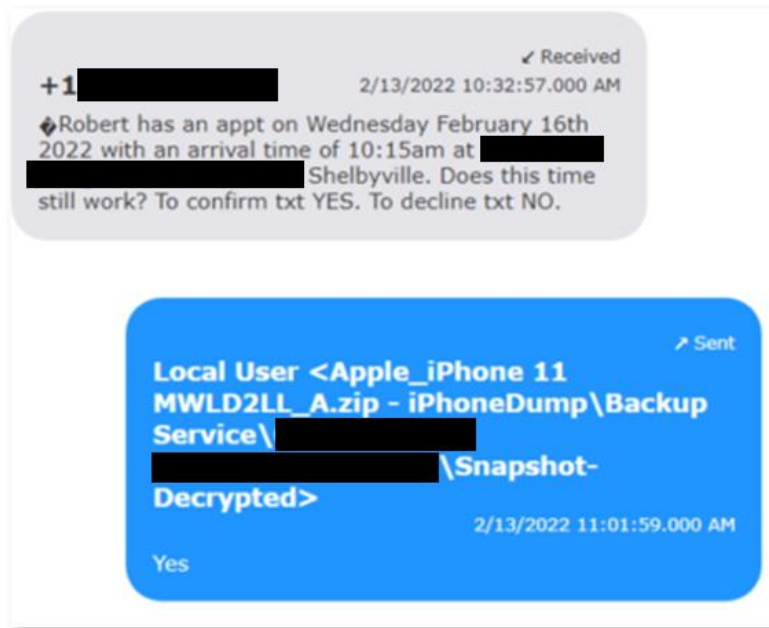 ↙ Received
+1
2/13/2022 10:32:57.000 AM
�Robert has an appt on Wednesday February 16th
2022 with an arrival time of 10:15am at
Shelbyville. Does this time
still work? To confirm txt YES. To decline txt NO.
↗ Sent
Local User <Apple_iPhone 11
MWLD2LL_A.zip - iPhoneDump\Backup
Service\
\Snapshot-
Decrypted>
2/13/2022 11:01:59.000 AM
Yes